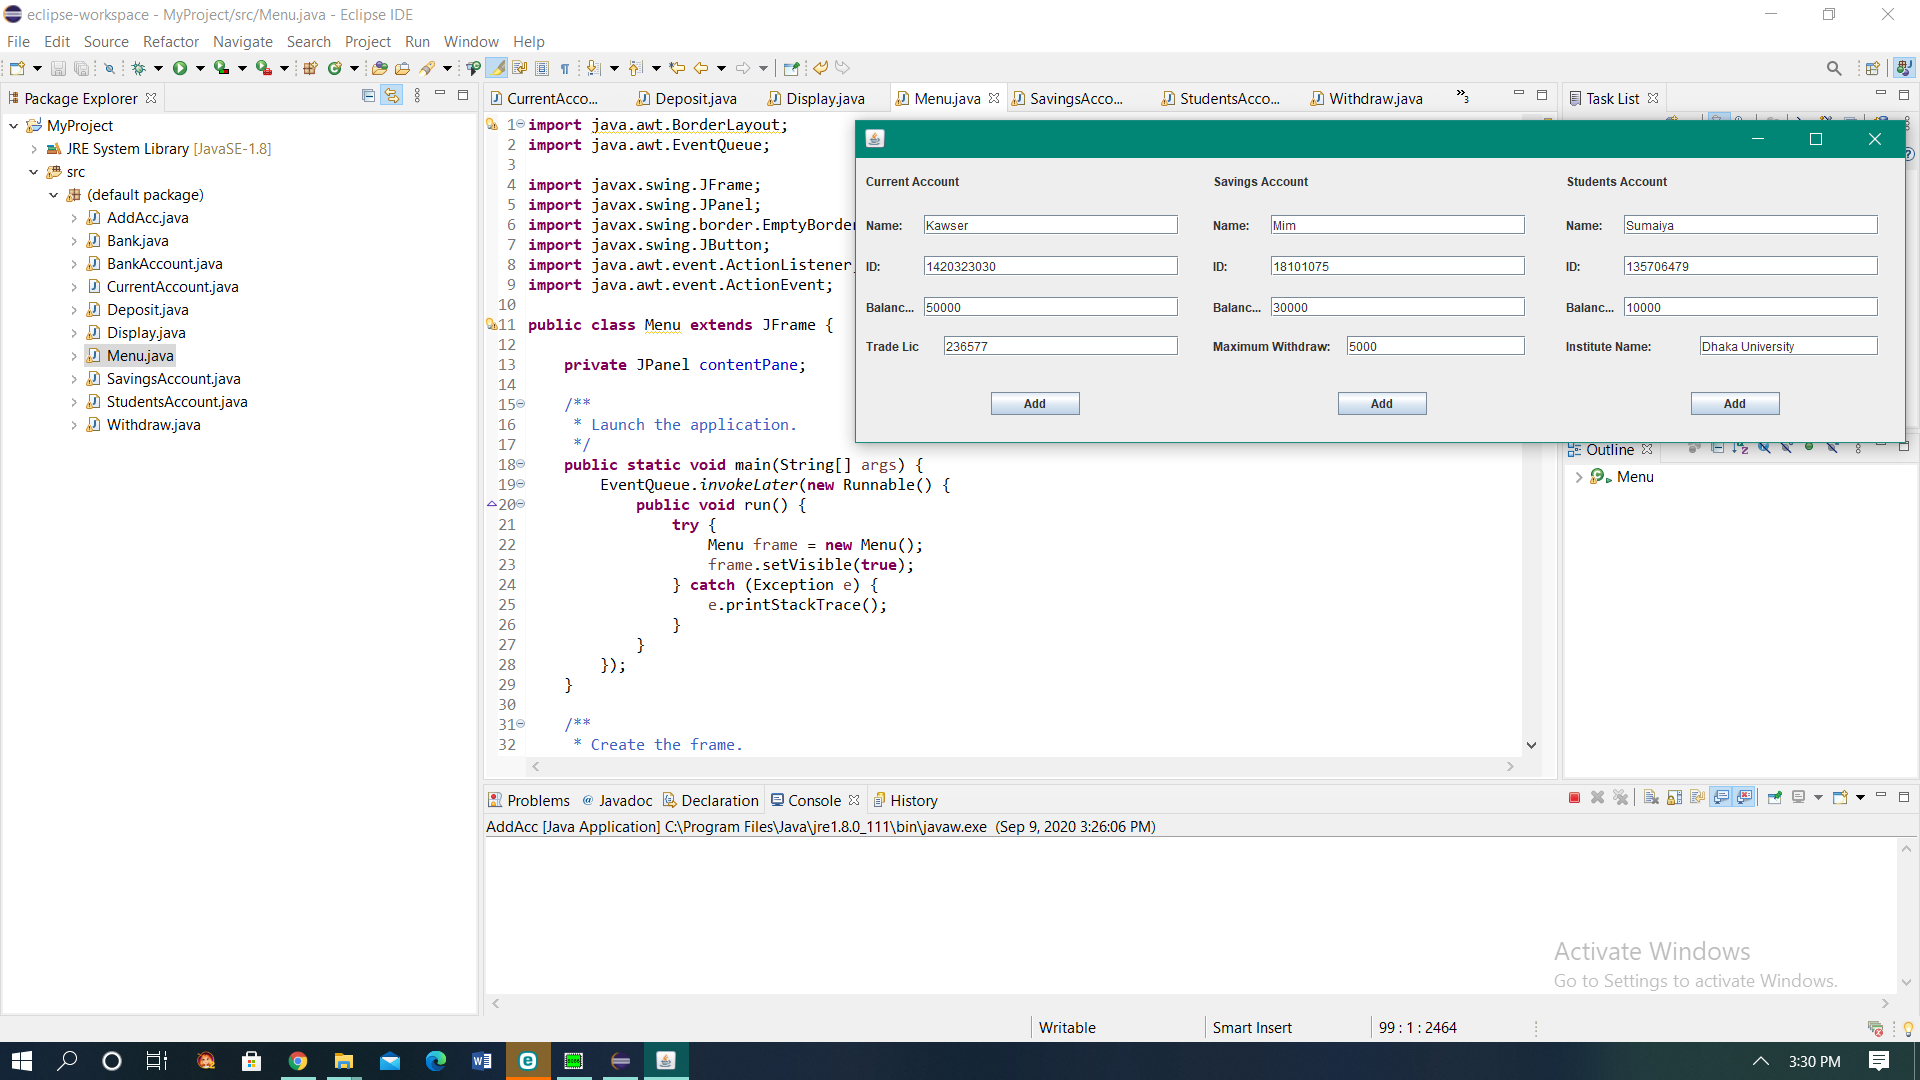 eclipse-workspace - MyProject/src/Menu.java - Eclipse IDE
File Edit Source Refactor Navigate Search Project Run Window Help
Package Explorer
MyProject
JRE System Library [JavaSE-1.8]
src
(default package)
AddAcc.java
Bank.java
BankAccount.java
CurrentAccount.java
Deposit.java
Display.java
Menu.java
SavingsAccount.java
StudentsAccount.java
Withdraw.java
CurrentAcco... Deposit.java Display.java Menu.java SavingsAcco... StudentsAcco... Withdraw.java »3
1 import java.awt.BorderLayout;
2 import java.awt.EventQueue;
3
4 import javax.swing.JFrame;
5 import javax.swing.JPanel;
6 import javax.swing.border.EmptyBorder
7 import javax.swing.JButton;
8 import java.awt.event.ActionListener
9 import java.awt.event.ActionEvent;
10
11 public class Menu extends JFrame {
12
13 private JPanel contentPane;
14
15 /**
16 * Launch the application.
17 */
18 public static void main(String[] args) {
19 EventQueue.invokeLater(new Runnable() {
20 public void run() {
21 try {
22 Menu frame = new Menu();
23 frame.setVisible(true);
24 } catch (Exception e) {
25 e.printStackTrace();
26 }
27 }
28 });
29 }
30
31 /**
32 * Create the frame.
Task List
Current Account Savings Account Students Account
Name: Kawser Name: Mim Name: Sumaiya
ID: 1420323030 ID: 18101075 ID: 135706479
Balanc... 50000 Balanc... 30000 Balanc... 10000
Trade Lic 236577 Maximum Withdraw: 5000 Institute Name: Dhaka University
Add Add Add
Outline
Menu
Problems Javadoc Declaration Console History
AddAcc [Java Application] C:\Program Files\Java\jre1.8.0_111\bin\javaw.exe (Sep 9, 2020 3:26:06 PM)
Activate Windows
Go to Settings to activate Windows.
Writable Smart Insert 99 : 1 : 2464
3:30 PM